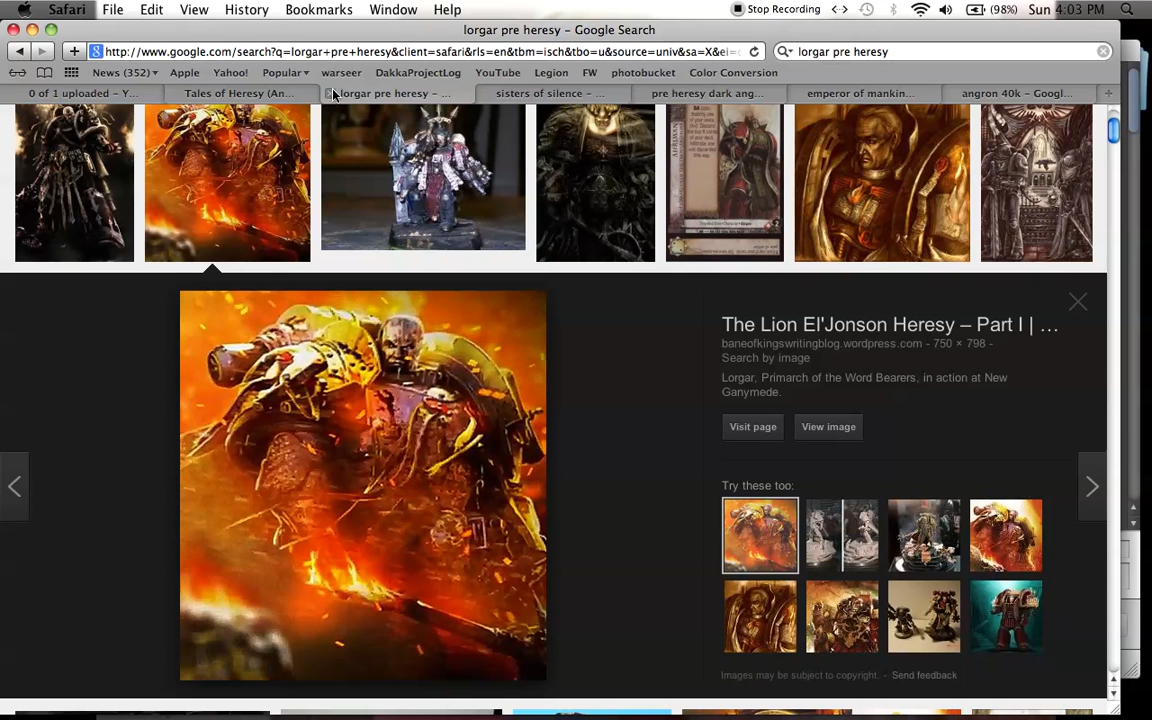 Safari File Edit View History Bookmarks Window Help Stop Recording (98%) Sun 4:03 PM
lorgar pre heresy – Google Search
http://www.google.com/search?q=lorgar+pre+heresy&client=safari&rls=en&tbm=isch&tbo=u&source=univ&sa=X&ei= lorgar pre heresy
News (352) Apple Yahoo! Popular warseer DakkaProjectLog YouTube Legion FW photobucket Color Conversion
0 of 1 uploaded – Y... Tales of Heresy (An... lorgar pre heresy – ... sisters of silence – ... pre heresy dark ang... emperor of mankin... angron 40k – Googl...
The Lion El'Jonson Heresy – Part I | ...
baneofkingswritingblog.wordpress.com - 750 × 798 -
Search by image
Lorgar, Primarch of the Word Bearers, in action at New
Ganymede.
Visit page View image
Try these too:
Images may be subject to copyright. - Send feedback